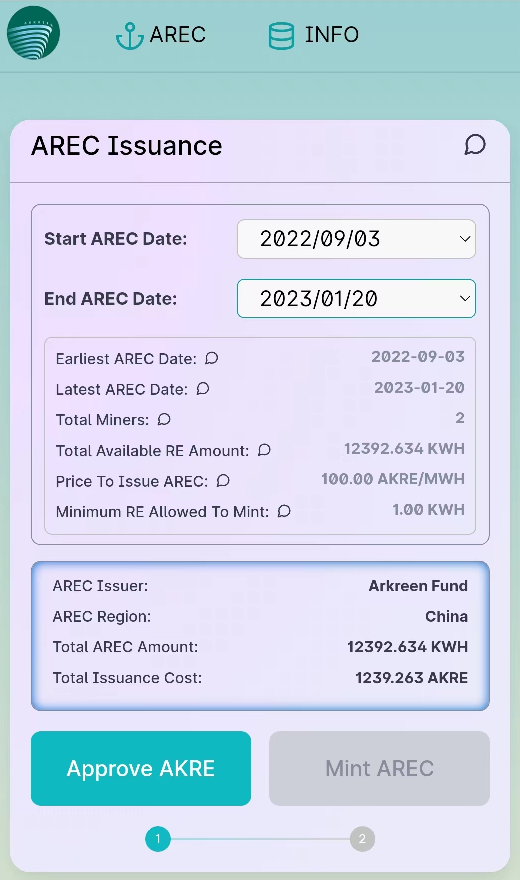 AREC INFO
AREC Issuance
Start AREC Date: 2022/09/03
End AREC Date: 2023/01/20
Earliest AREC Date: 2022-09-03
Latest AREC Date: 2023-01-20
Total Miners: 2
Total Available RE Amount: 12392.634 KWH
Price To Issue AREC: 100.00 AKRE/MWH
Minimum RE Allowed To Mint: 1.00 KWH
AREC Issuer: Arkreen Fund
AREC Region: China
Total AREC Amount: 12392.634 KWH
Total Issuance Cost: 1239.263 AKRE
Approve AKRE Mint AREC
1 2